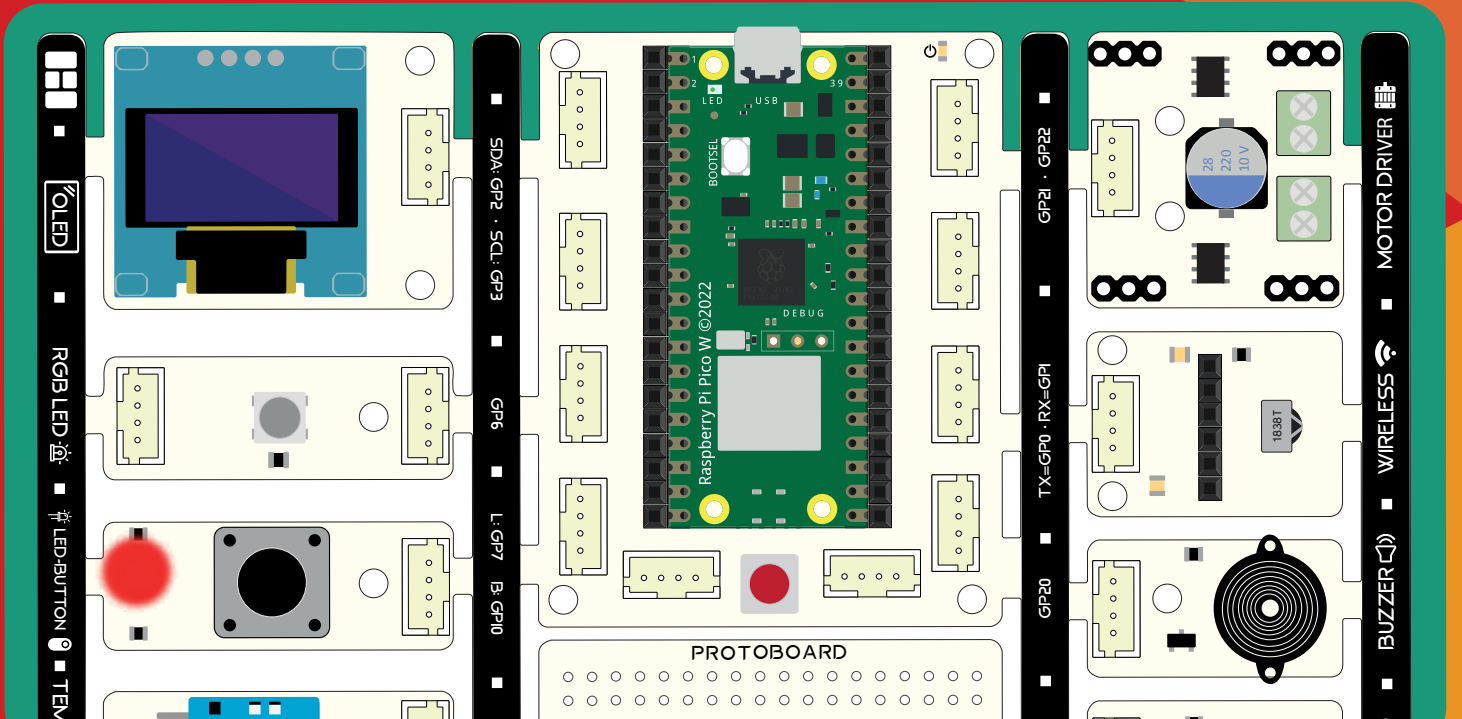 OLED
RGB LED
LED-BUTTON
TEM
SDA: GP2 · SCL: GP3
GP6
L: GP7
B: GP10
1
2
39
LED
USB
BOOTSEL
DEBUG
Raspberry Pi Pico W ©2022
PROTOBOARD
GP21 · GP22
TX=GP0 · RX=GP1
GP20
28
220
10 V
1838T
MOTOR DRIVER
WIRELESS
BUZZER